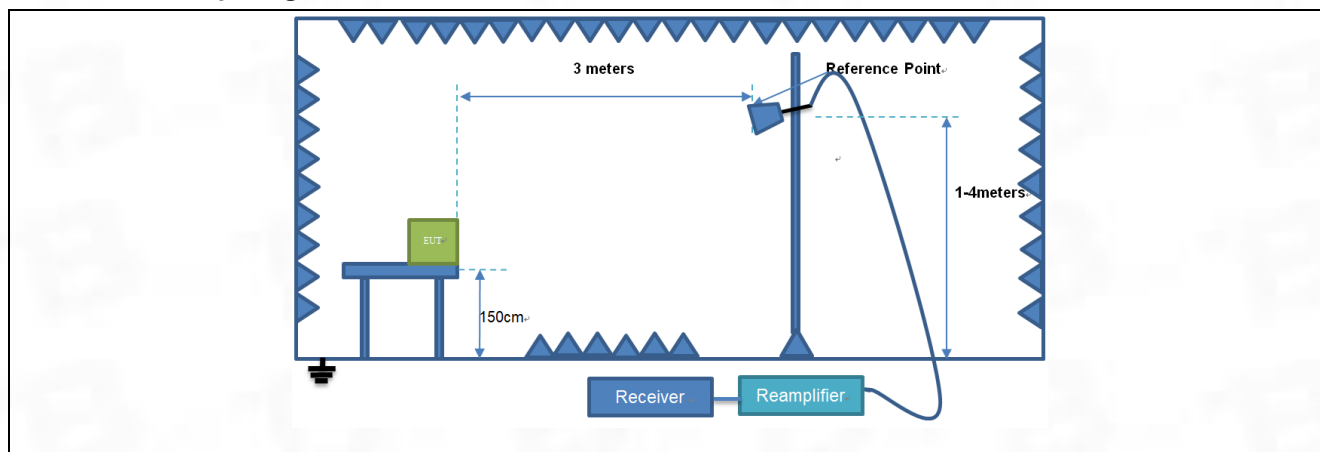 3 meters
Reference Point
1-4meters
EUT
150cm
Receiver
Reamplifier